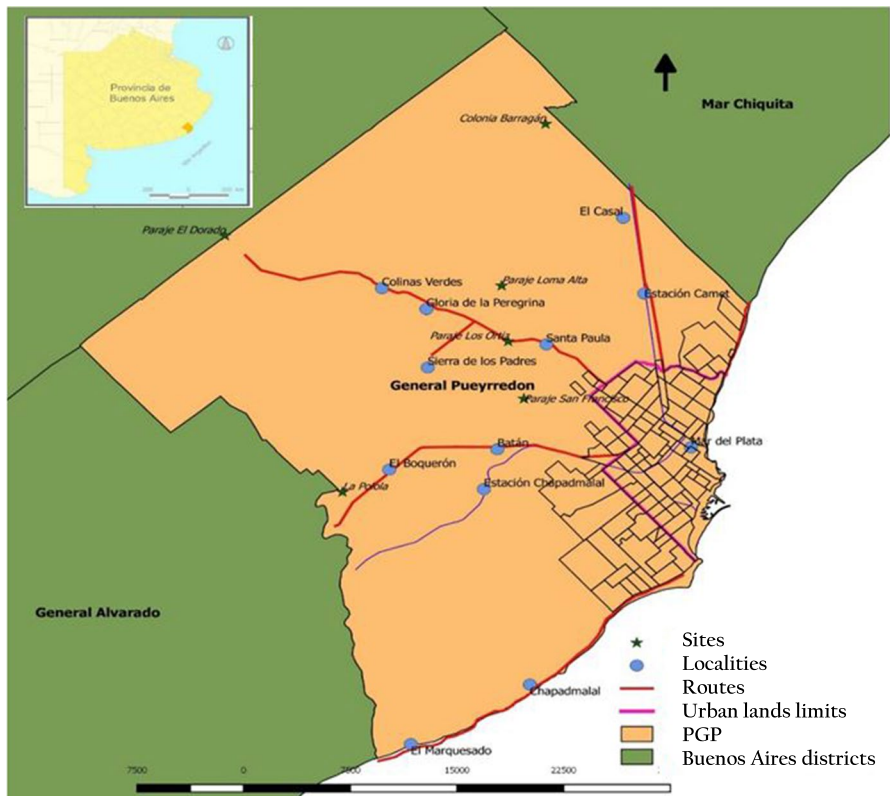 Provincia de
Buenos Aires
Mar Chiquita
Colonia Barragán
El Casal
Paraje El Dorado
Colinas Verdes
Paraje Loma Alta
Estación Camet
Gloria de la Peregrina
Paraje Los Ortiz
Santa Paula
Sierra de los Padres
General Pueyrredon
Paraje San Francisco
Batán
Mar del Plata
El Boquerón
La Polola
Estación Chapadmalal
General Alvarado
Chapadmalal
El Marquesado
Sites
Localities
Routes
Urban lands limits
PGP
Buenos Aires districts
7500 0 7500 15000 22500